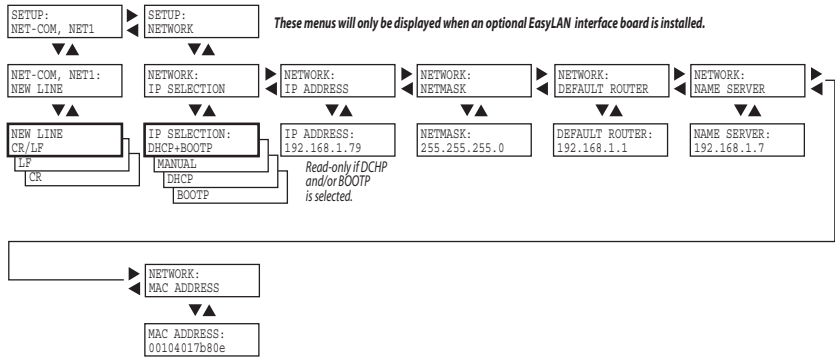 SETUP:
NET-COM, NET1
SETUP:
NETWORK
These menus will only be displayed when an optional EasyLAN interface board is installed.
NET-COM, NET1:
NEW LINE
NETWORK:
IP SELECTION
NETWORK:
IP ADDRESS
NETWORK:
NETMASK
NETWORK:
DEFAULT ROUTER
NETWORK:
NAME SERVER
NEW LINE
CR/LF
LF
CR
IP SELECTION:
DHCP+BOOTP
MANUAL
DHCP
BOOTP
IP ADDRESS:
192.168.1.79
Read-only if DCHP
and/or BOOTP
is selected.
NETMASK:
255.255.255.0
DEFAULT ROUTER:
192.168.1.1
NAME SERVER:
192.168.1.7
NETWORK:
MAC ADDRESS
MAC ADDRESS:
00104017b80e